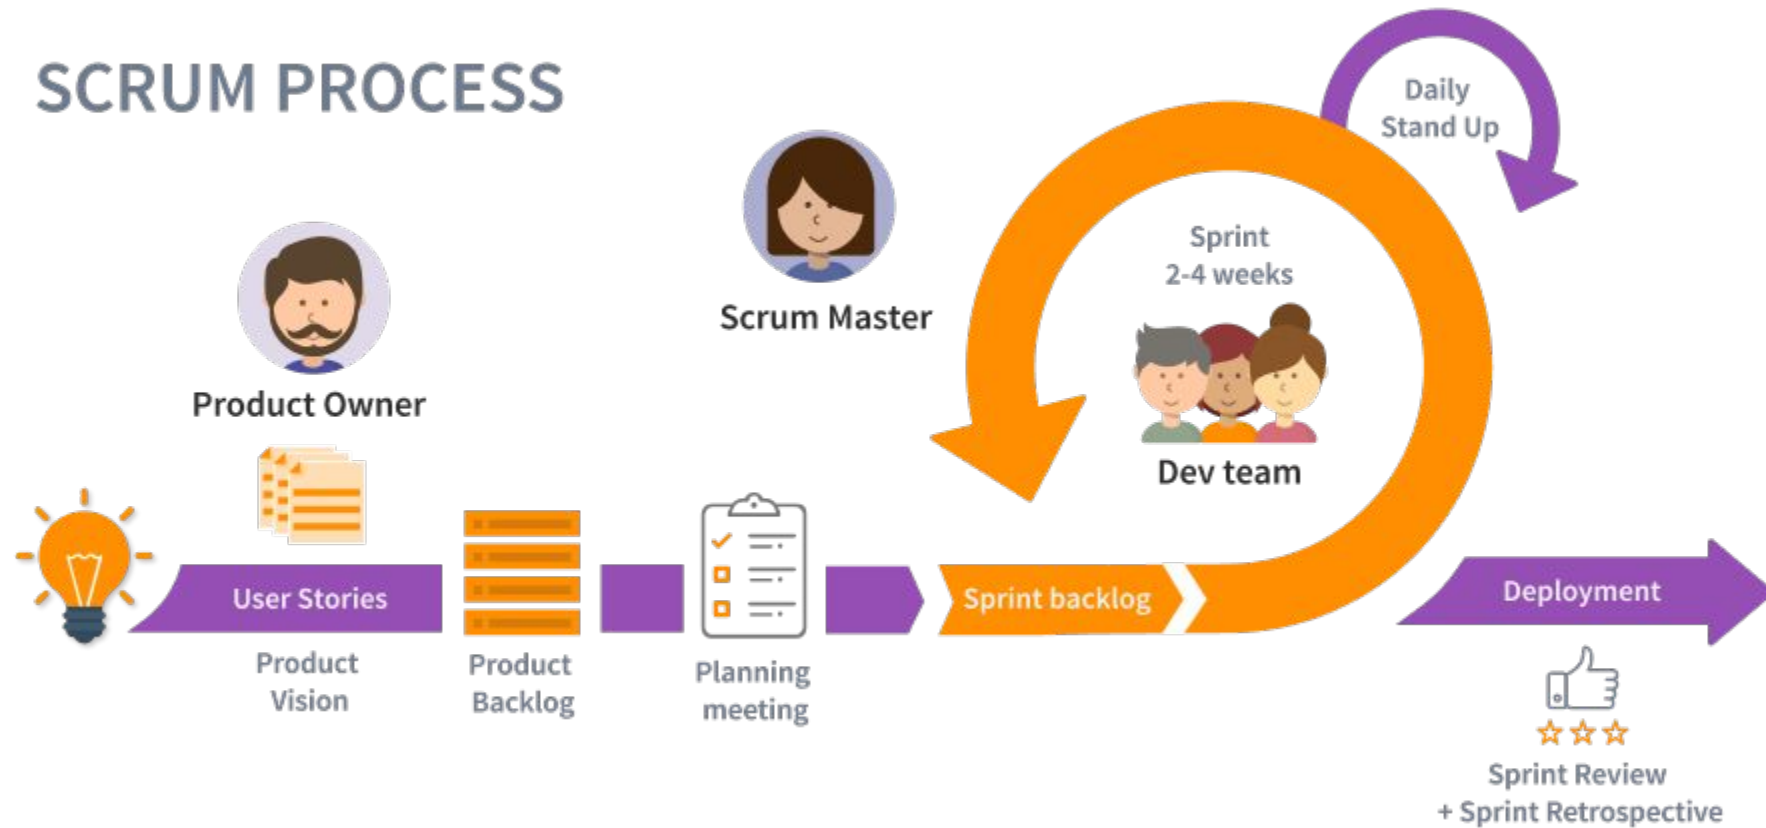 SCRUM PROCESS
Daily
Stand Up
Sprint
2-4 weeks
Scrum Master
Product Owner
Dev team
User Stories
Sprint backlog
Deployment
Product
Vision
Product
Backlog
Planning
meeting
Sprint Review
+ Sprint Retrospective